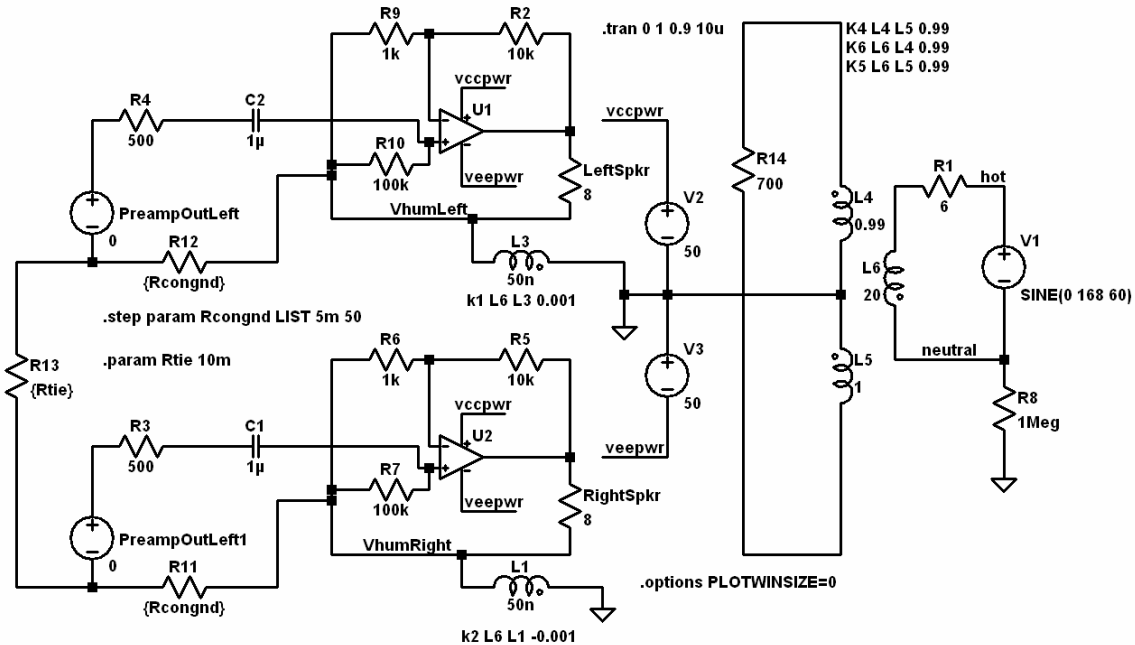 R9
1k
R2
10k
.tran 0 1 0.9 10u
K4 L4 L5 0.99
K6 L6 L4 0.99
K5 L6 L5 0.99
vccpwr
U1
R4
500
C2
1µ
R10
100k
veepwr
LeftSpkr
8
vccpwr
R14
700
R1
6
hot
PreampOutLeft
0
VhumLeft
V2
50
L4
0.99
V1
SINE(0 168 60)
R12
{Rcongnd}
L3
50n
k1 L6 L3 0.001
L6
20
.step param Rcongnd LIST 5m 50
.param Rtie 10m
R13
{Rtie}
R6
1k
R5
10k
V3
50
neutral
L5
1
R8
1Meg
vccpwr
U2
R3
500
C1
1µ
R7
100k
veepwr
veepwr
RightSpkr
8
PreampOutLeft1
0
VhumRight
R11
{Rcongnd}
L1
50n
.options PLOTWINSIZE=0
k2 L6 L1 -0.001